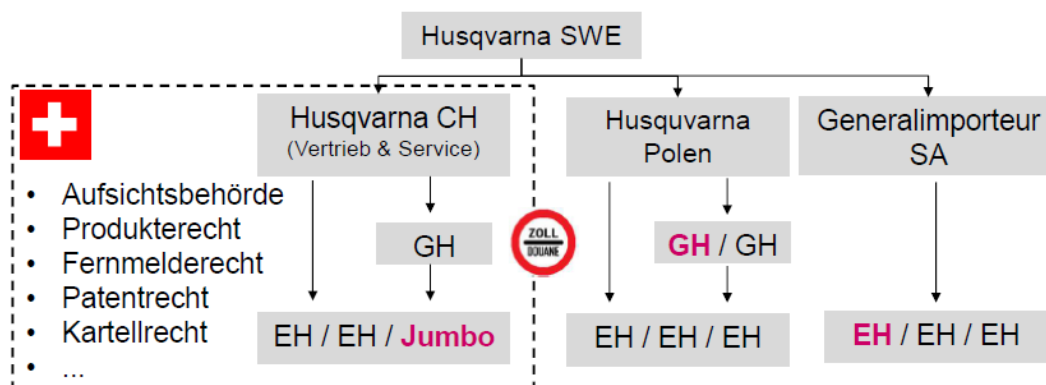 Husqvarna SWE
Husqvarna CH
(Vertrieb & Service)
Husquvarna
Polen
Generalimporteur
SA
• Aufsichtsbehörde
• Produkterecht
• Fernmelderecht
• Patentrecht
• Kartellrecht
• ...
GH
ZOLL
DOUANE
GH / GH
EH / EH / Jumbo
EH / EH / EH
EH / EH / EH